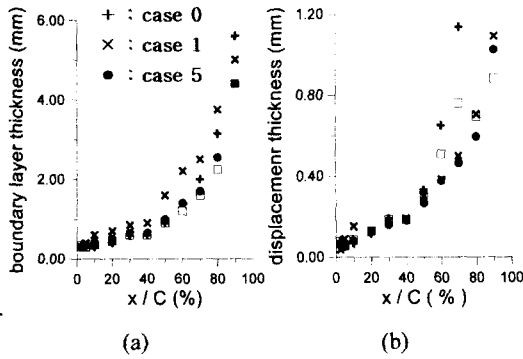 boundary layer thickness (mm)
6.00
4.00
2.00
0.00
+ : case 0
× : case 1
● : case 5
0 20 40 60 80 100
x / C (%)
(a)
displacemenr thickness (mm)
1.20
0.80
0.40
0.00
0 20 40 60 80 100
x / C (%)
(b)